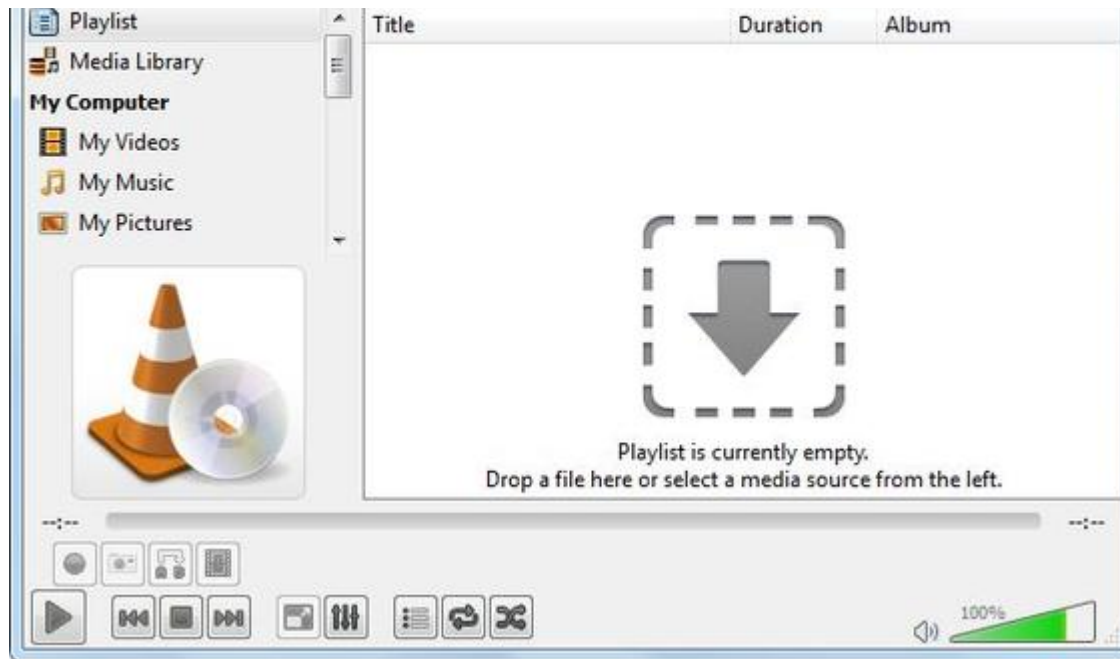 Playlist
Media Library
My Computer
My Videos
My Music
My Pictures
Title Duration Album
Playlist is currently empty.
Drop a file here or select a media source from the left.
--:-- --:--
A B
100%